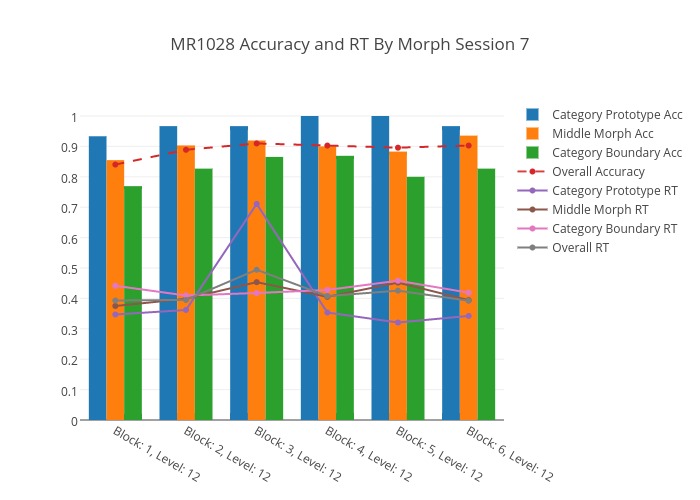 MR1028 Accuracy and RT By Morph Session 7
1
0.9
0.8
0.7
0.6
0.5
0.4
0.3
0.2
0.1
0
Block: 1, Level: 12
Block: 2, Level: 12
Block: 3, Level: 12
Block: 4, Level: 12
Block: 5, Level: 12
Block: 6, Level: 12
Category Prototype Acc
Middle Morph Acc
Category Boundary Acc
Overall Accuracy
Category Prototype RT
Middle Morph RT
Category Boundary RT
Overall RT